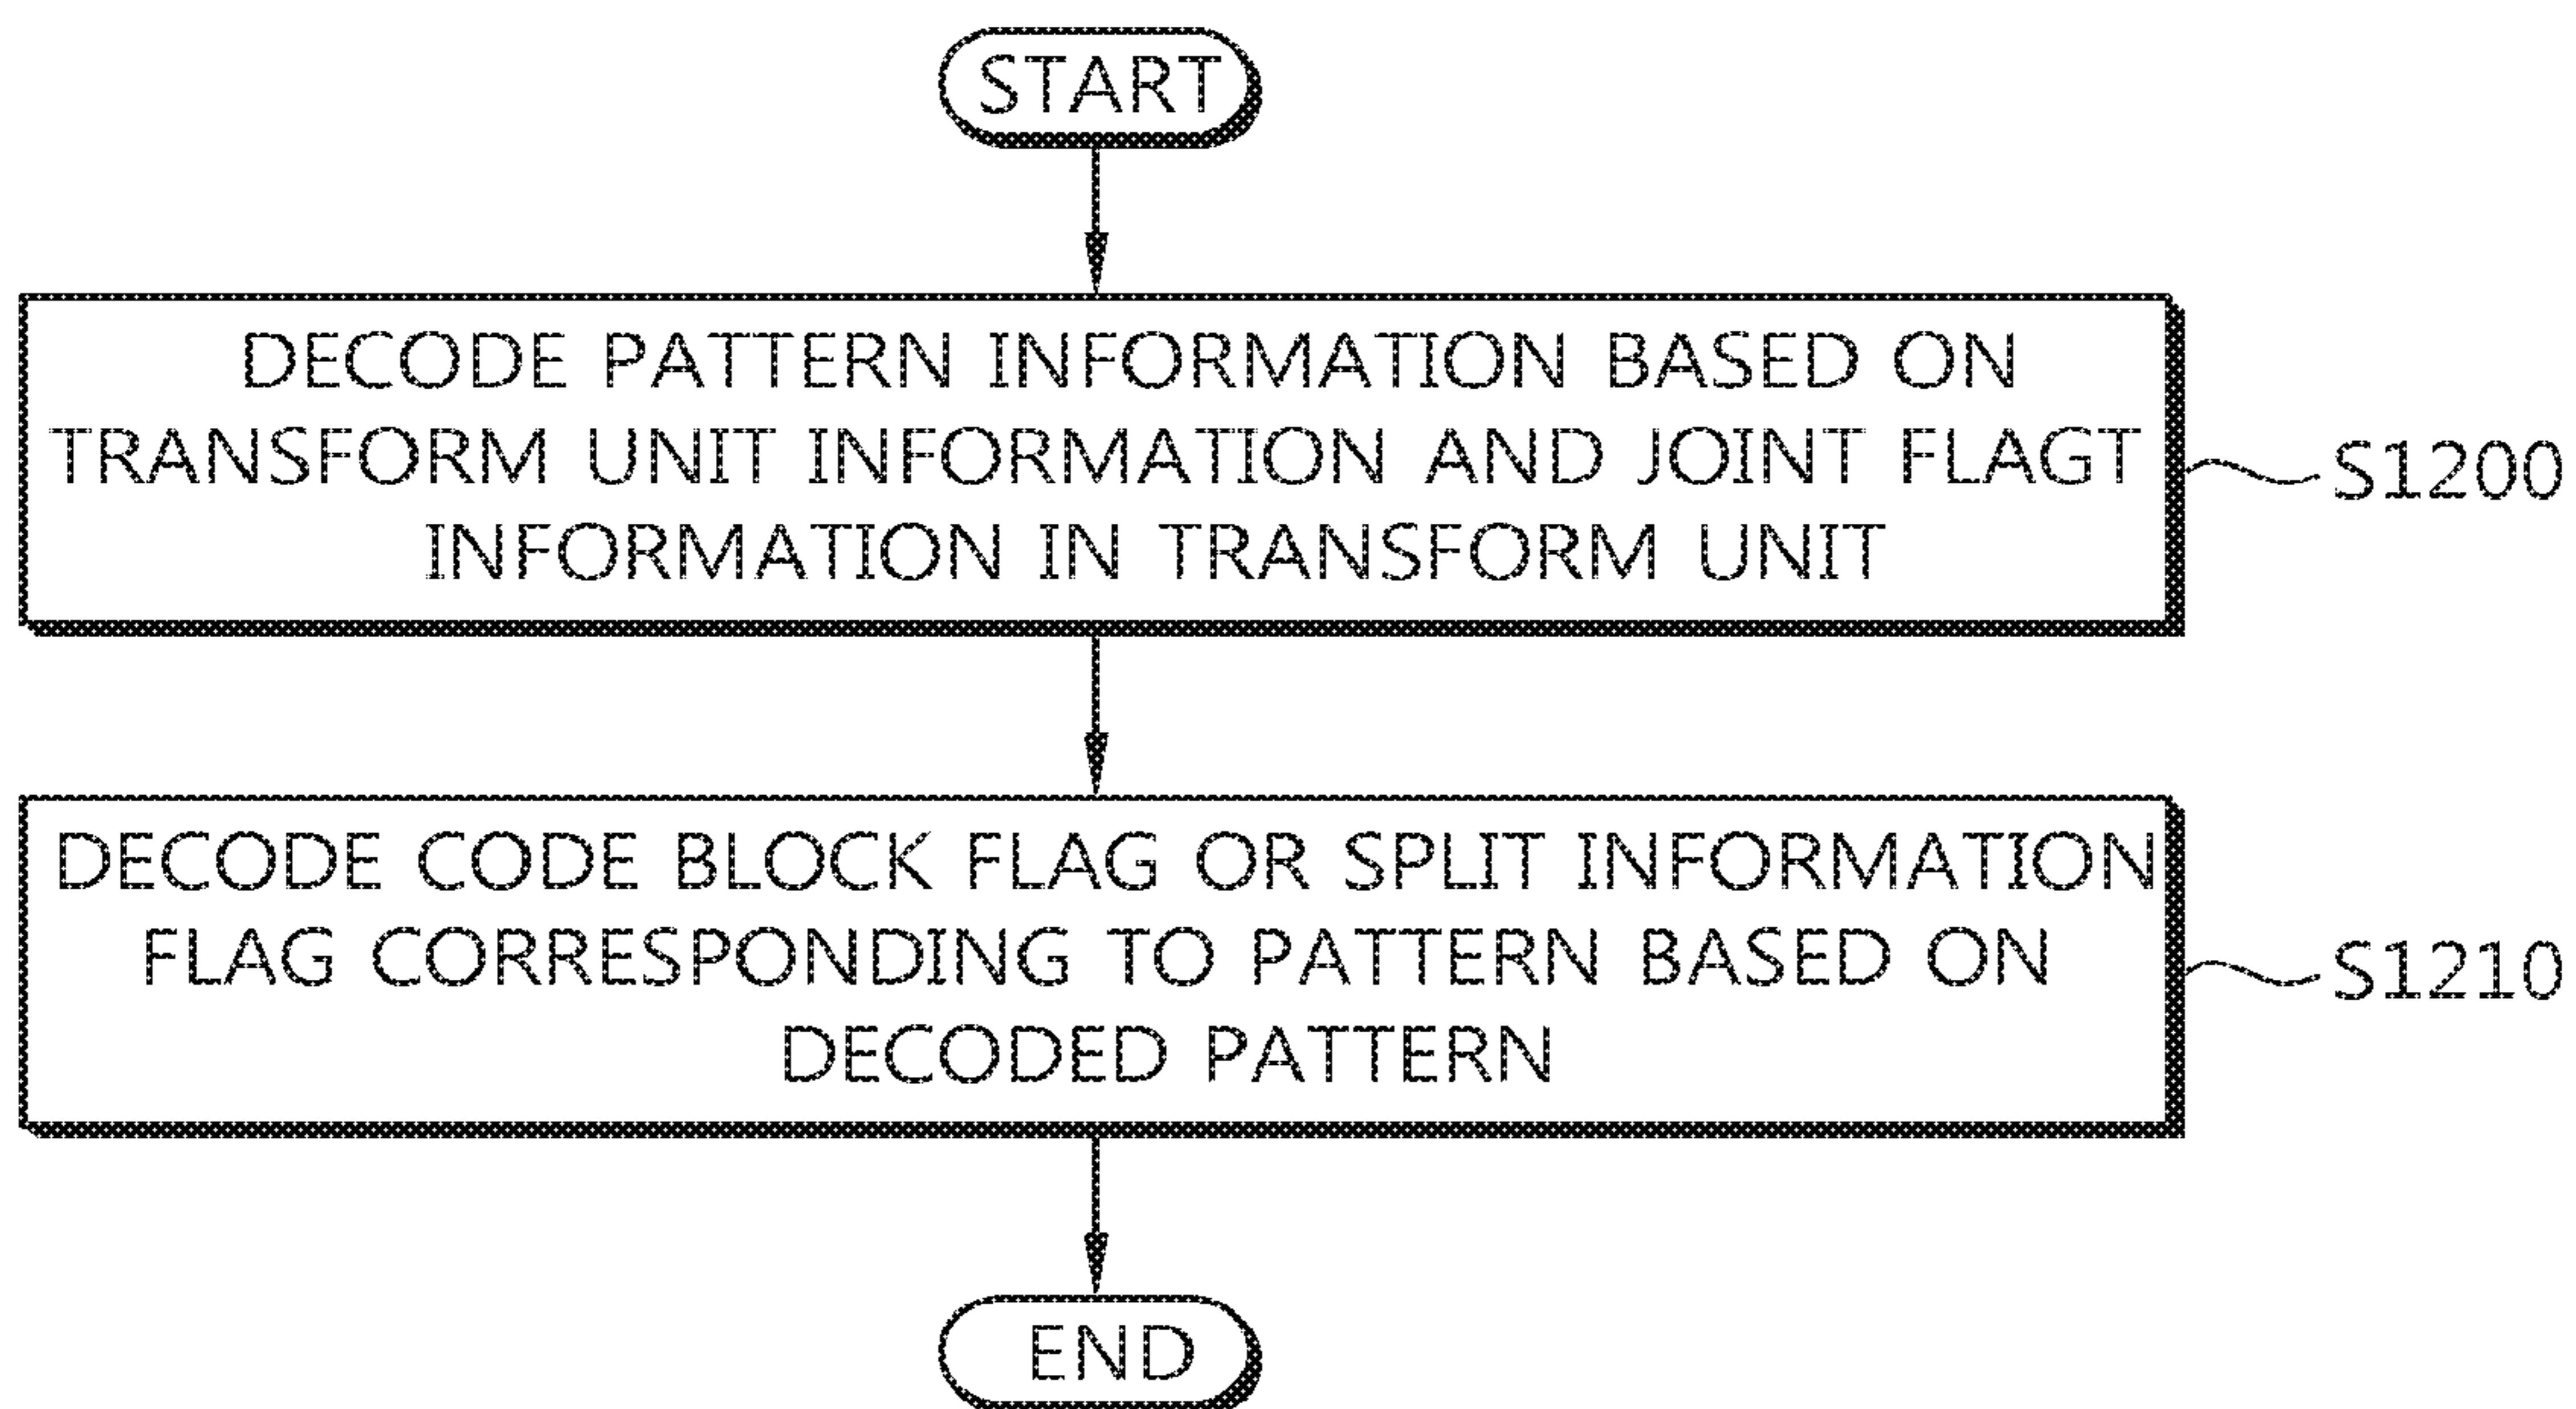 START
DECODE PATTERN INFORMATION BASED ON
TRANSFORM UNIT INFORMATION AND JOINT FLAGT
INFORMATION IN TRANSFORM UNIT
S1200
DECODE CODE BLOCK FLAG OR SPLIT INFORMATION
FLAG CORRESPONDING TO PATTERN BASED ON
DECODED PATTERN
S1210
END